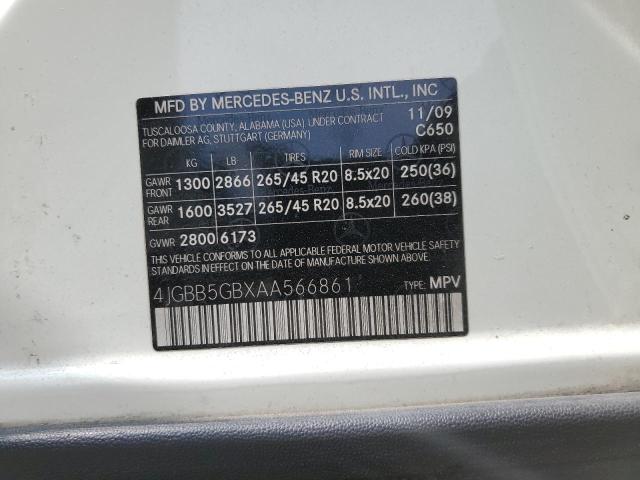 MFD BY MERCEDES-BENZ U.S. INTL., INC
TUSCALOOSA COUNTY, ALABAMA (USA) UNDER CONTRACT 11/09
FOR DAIMLER AG, STUTTGART (GERMANY) C650
KG LB TIRES RIM SIZE COLD KPA (PSI)
GAWR FRONT 1300 2866 265/45 R20 8.5x20 250(36)
GAWR REAR 1600 3527 265/45 R20 8.5x20 260(38)
GVWR 2800 6173
THIS VEHICLE CONFORMS TO ALL APPLICABLE FEDERAL MOTOR VEHICLE SAFETY
STANDARDS IN EFFECT ON THE DATE OF MANUFACTURE SHOWN ABOVE.
4JGBB5GBXAA566861 TYPE: MPV